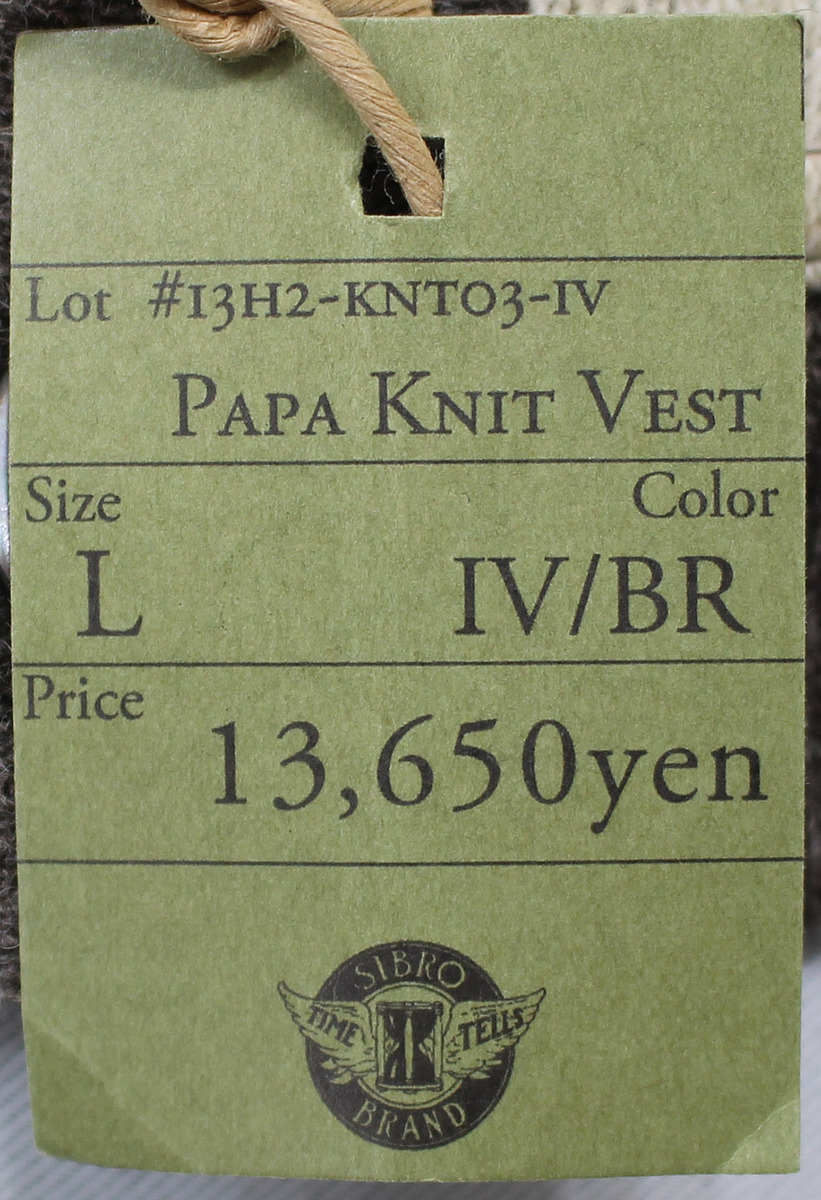 Lot #13H2-KNT03-IV
PAPA KNIT VEST
Size Color
L IV/BR
Price
13,650yen
SIBRO
TIME TELLS
BRAND